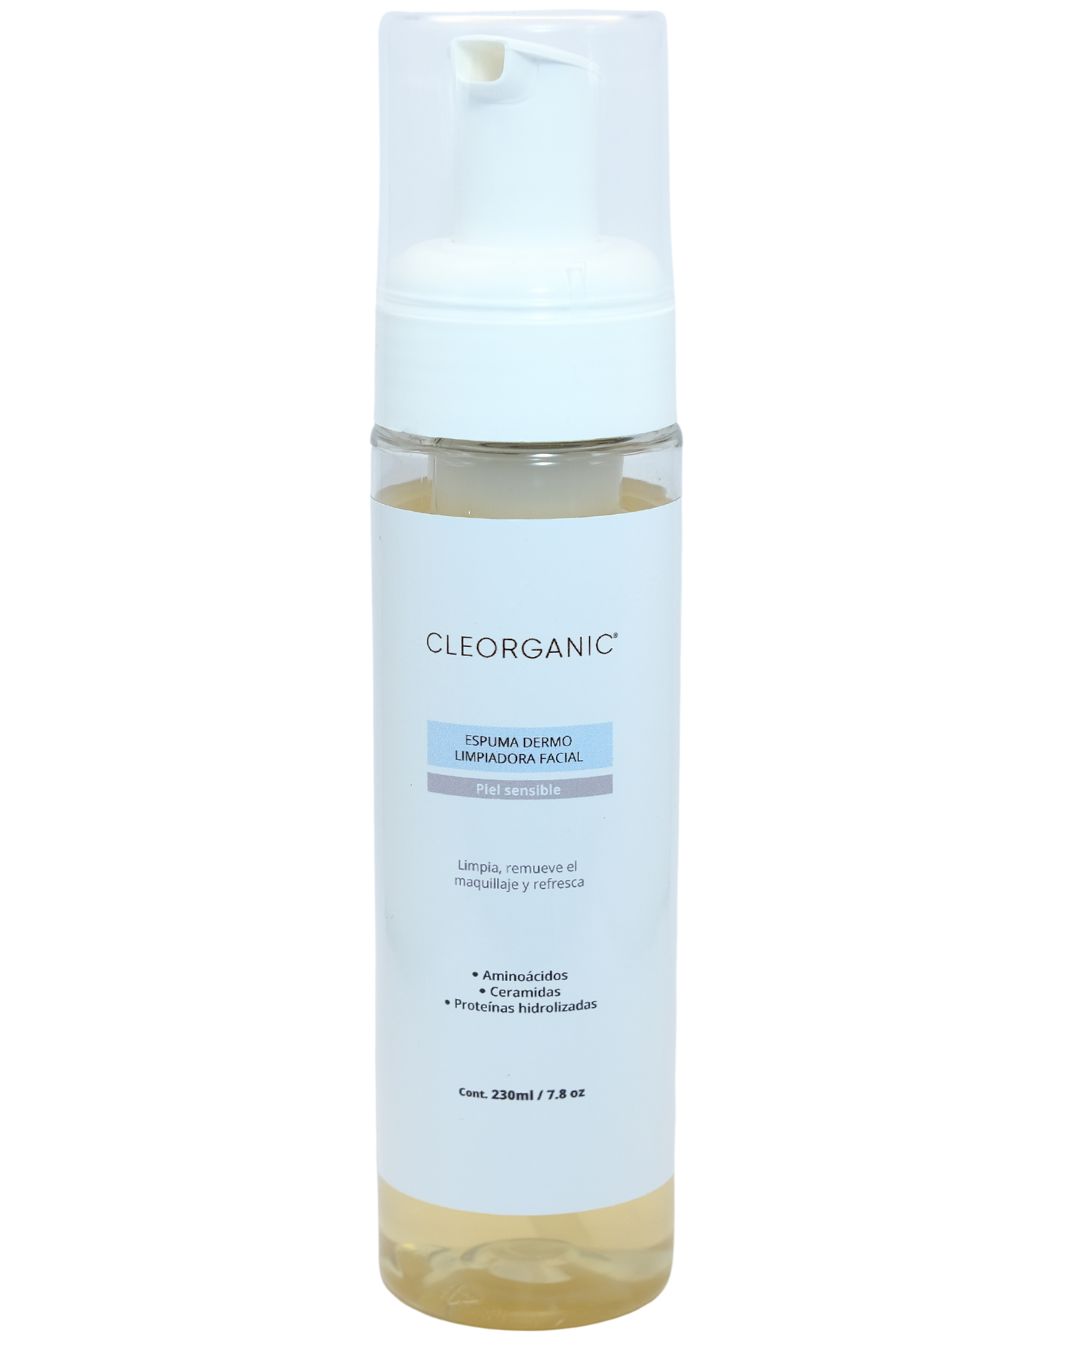 CLEORGANIC®
ESPUMA DERMO
LIMPIADORA FACIAL
Piel sensible
Limpia, remueve el
maquillaje y refresca
• Aminoácidos
• Ceramidas
• Proteínas hidrolizadas
Cont. 230ml / 7.8 oz